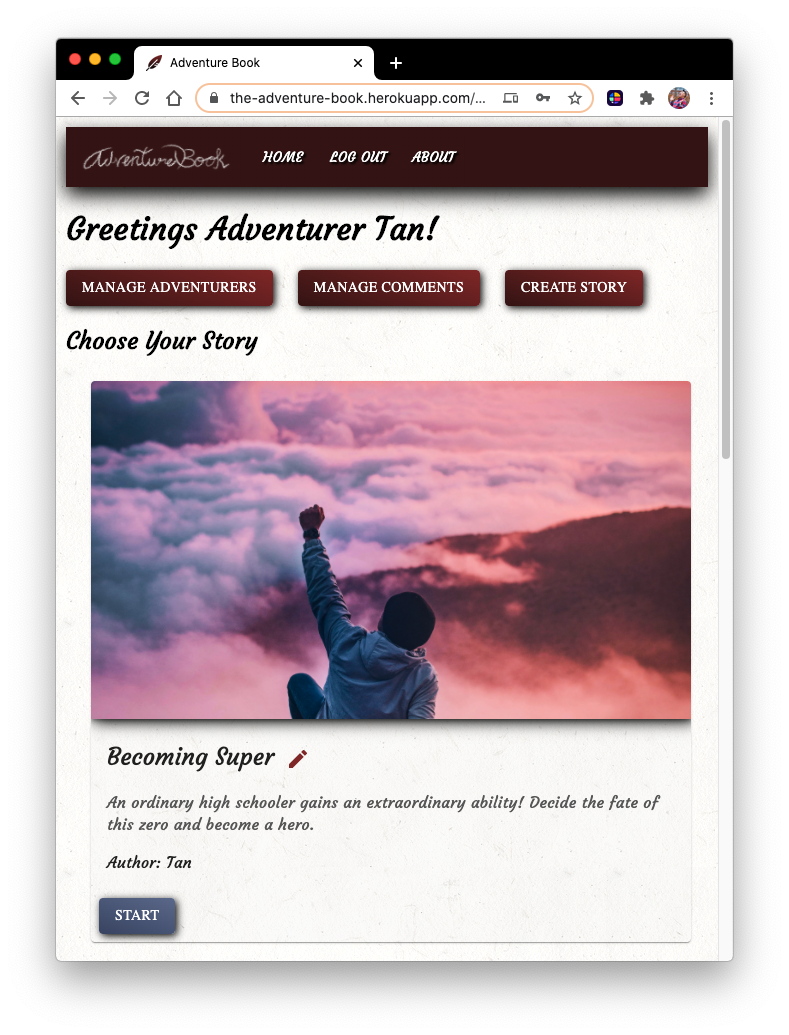 Adventure Book
the-adventure-book.herokuapp.com/...
AdventureBook HOME LOG OUT ABOUT
Greetings Adventurer Tan!
MANAGE ADVENTURERS MANAGE COMMENTS CREATE STORY
Choose Your Story
Becoming Super
An ordinary high schooler gains an extraordinary ability! Decide the fate of
this zero and become a hero.
Author: Tan
START